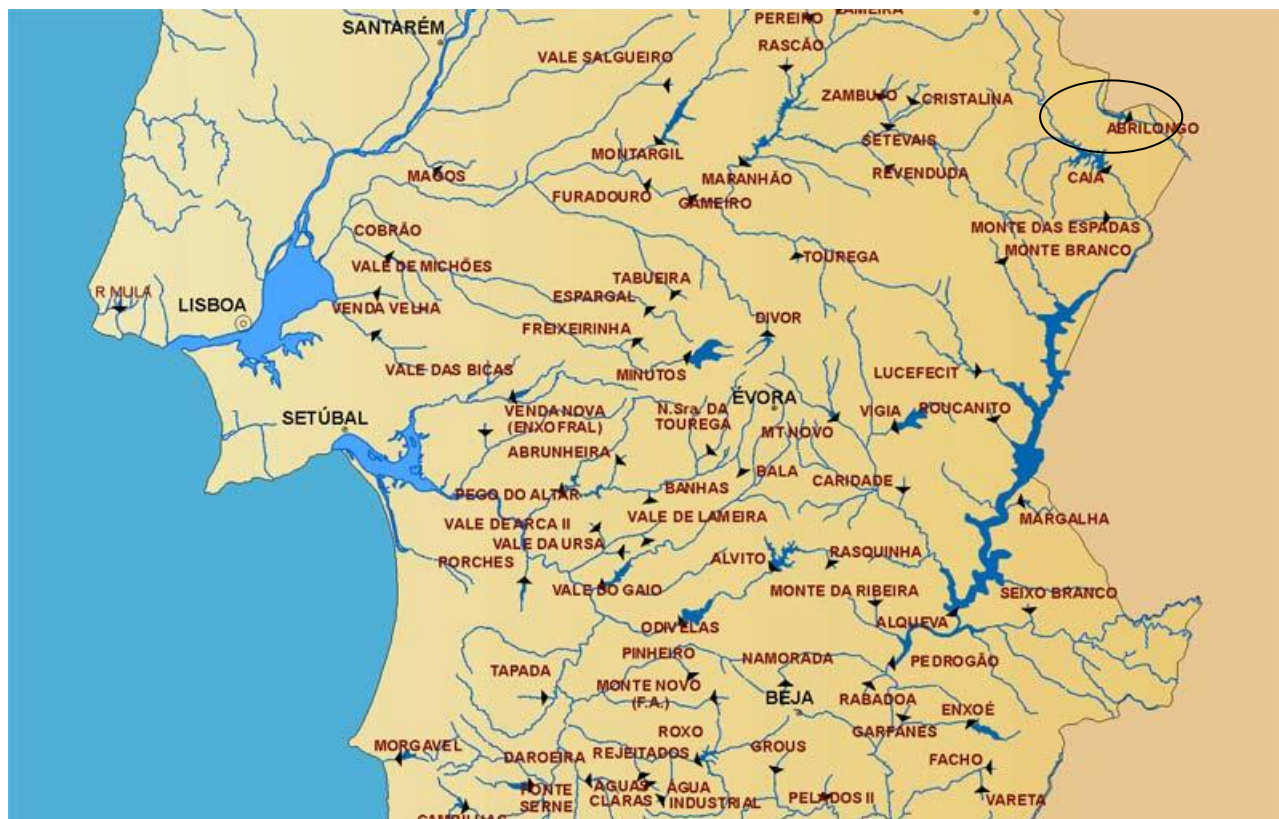 PEREIRO
ZAMEIRA
SANTARÉM
RASCÃO
VALE SALGUEIRO
ZAMBUJO
CRISTALINA
ABRILONGO
SETEVAIS
MONTARGIL
MAGOS
MARANHÃO
REVENDUDA
CAIA
FURADOURO
GAMEIRO
MONTE DAS ESPADAS
COBRÃO
MONTE BRANCO
TOUREGA
VALE DE MICHÕES
TABUEIRA
R MULA
ESPARGAL
LISBOA
VENDA VELHA
DIVOR
FREIXEIRINHA
VALE DAS BICAS
MINUTOS
LUCEFECIT
ÉVORA
SETÚBAL
VENDA NOVA
(ENXOFRAL)
N.Sra. DA
TOUREGA
VIGIA
ROUCANITO
MT NOVO
ABRUNHEIRA
BALA
CARIDADE
PEGO DO ALTAR
BANHAS
VALE DE ARCA II
VALE DE LAMEIRA
MARGALHA
VALE DA URSA
PORCHES
ALVITO
RASQUINHA
VALE DO GAIO
MONTE DA RIBEIRA
SEIXO BRANCO
ODIVELAS
ALQUEVA
PINHEIRO
NAMORADA
PEDROGÃO
TAPADA
MONTE NOVO
(F.A.)
BEJA
RABADOA
ENXOÉ
GARFANES
ROXO
MORGAVEL
DAROEIRA
REJEITADOS
GROUS
FACHO
FONTE
SERNE
AGUAS
CLARAS
ÁGUA
INDUSTRIAL
PELADOS II
VARETA
CAMPILHAS